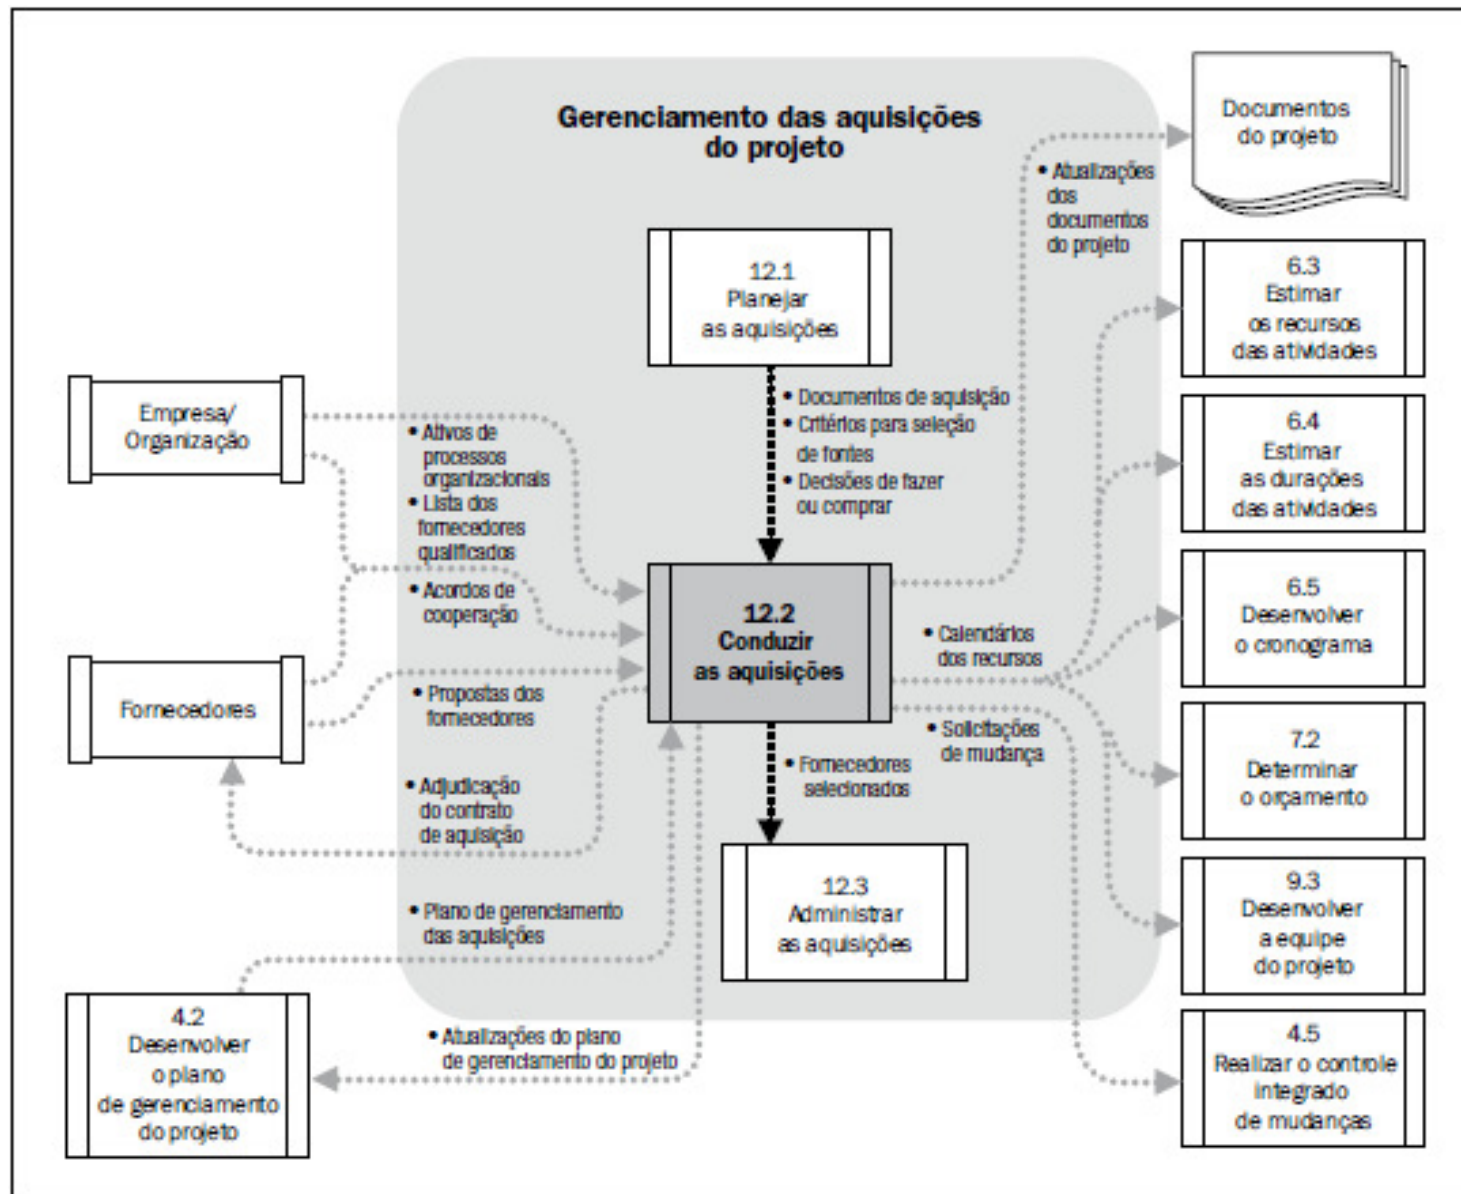 Gerenciamento das aquisições
do projeto
Documentos
do projeto
• Atualizações
dos
documentos
do projeto
12.1
Planejar
as aquisições
6.3
Estimar
os recursos
das atividades
Empresa/
Organização
• Documentos de aquisição
• Critérios para seleção
de fontes
• Decisões de fazer
ou comprar
6.4
Estimar
as durações
das atividades
• Ativos de
processos
organizacionais
• Lista dos
fornecedores
qualificados
• Acordos de
cooperação
12.2
Conduzir
as aquisições
6.5
Desenvolver
o cronograma
• Calendários
dos recursos
Fornecedores
• Propostas dos
fornecedores
• Solicitações
de mudança
7.2
Determinar
o orçamento
• Fornecedores
selecionados
• Adjudicação
do contrato
de aquisição
12.3
Administrar
as aquisições
9.3
Desenvolver
a equipe
do projeto
• Plano de gerenciamento
das aquisições
4.2
Desenvolver
o plano
de gerenciamento
do projeto
• Atualizações do plano
de gerenciamento do projeto
4.5
Realizar o controle
integrado
de mudanças